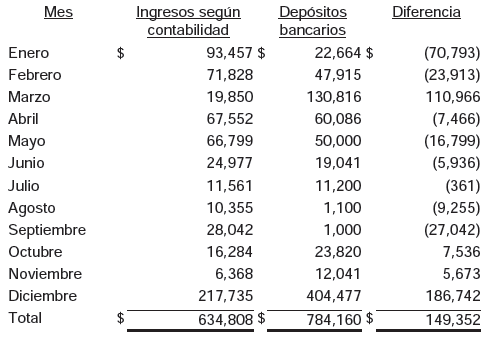 Mes Ingresos según Depósitos Diferencia
contabilidad bancarios
Enero $ 93,457 $ 22,664 $ (70,793)
Febrero 71,828 47,915 (23,913)
Marzo 19,850 130,816 110,966
Abril 67,552 60,086 (7,466)
Mayo 66,799 50,000 (16,799)
Junio 24,977 19,041 (5,936)
Julio 11,561 11,200 (361)
Agosto 10,355 1,100 (9,255)
Septiembre 28,042 1,000 (27,042)
Octubre 16,284 23,820 7,536
Noviembre 6,368 12,041 5,673
Diciembre 217,735 404,477 186,742
Total $ 634,808 $ 784,160 $ 149,352